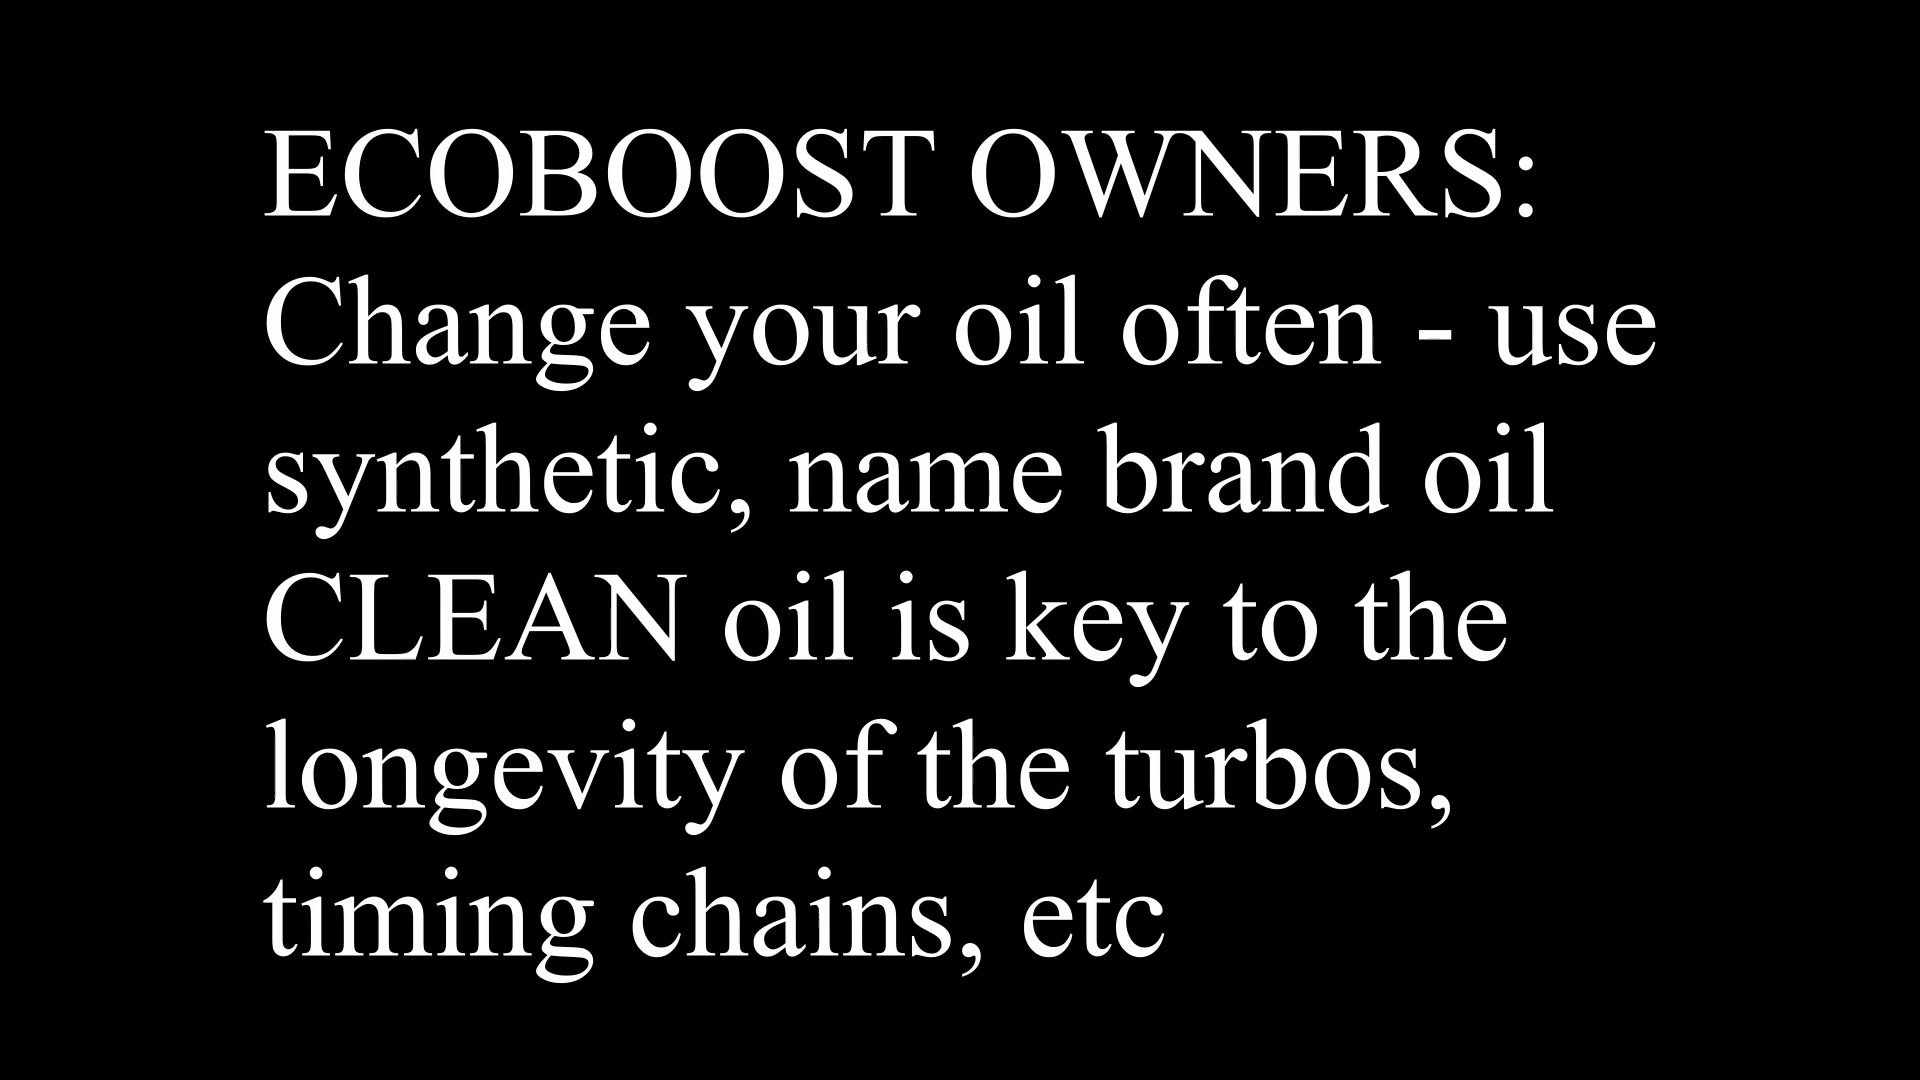 ECOBOOST OWNERS:
Change your oil often - use
synthetic, name brand oil
CLEAN oil is key to the
longevity of the turbos,
timing chains, etc